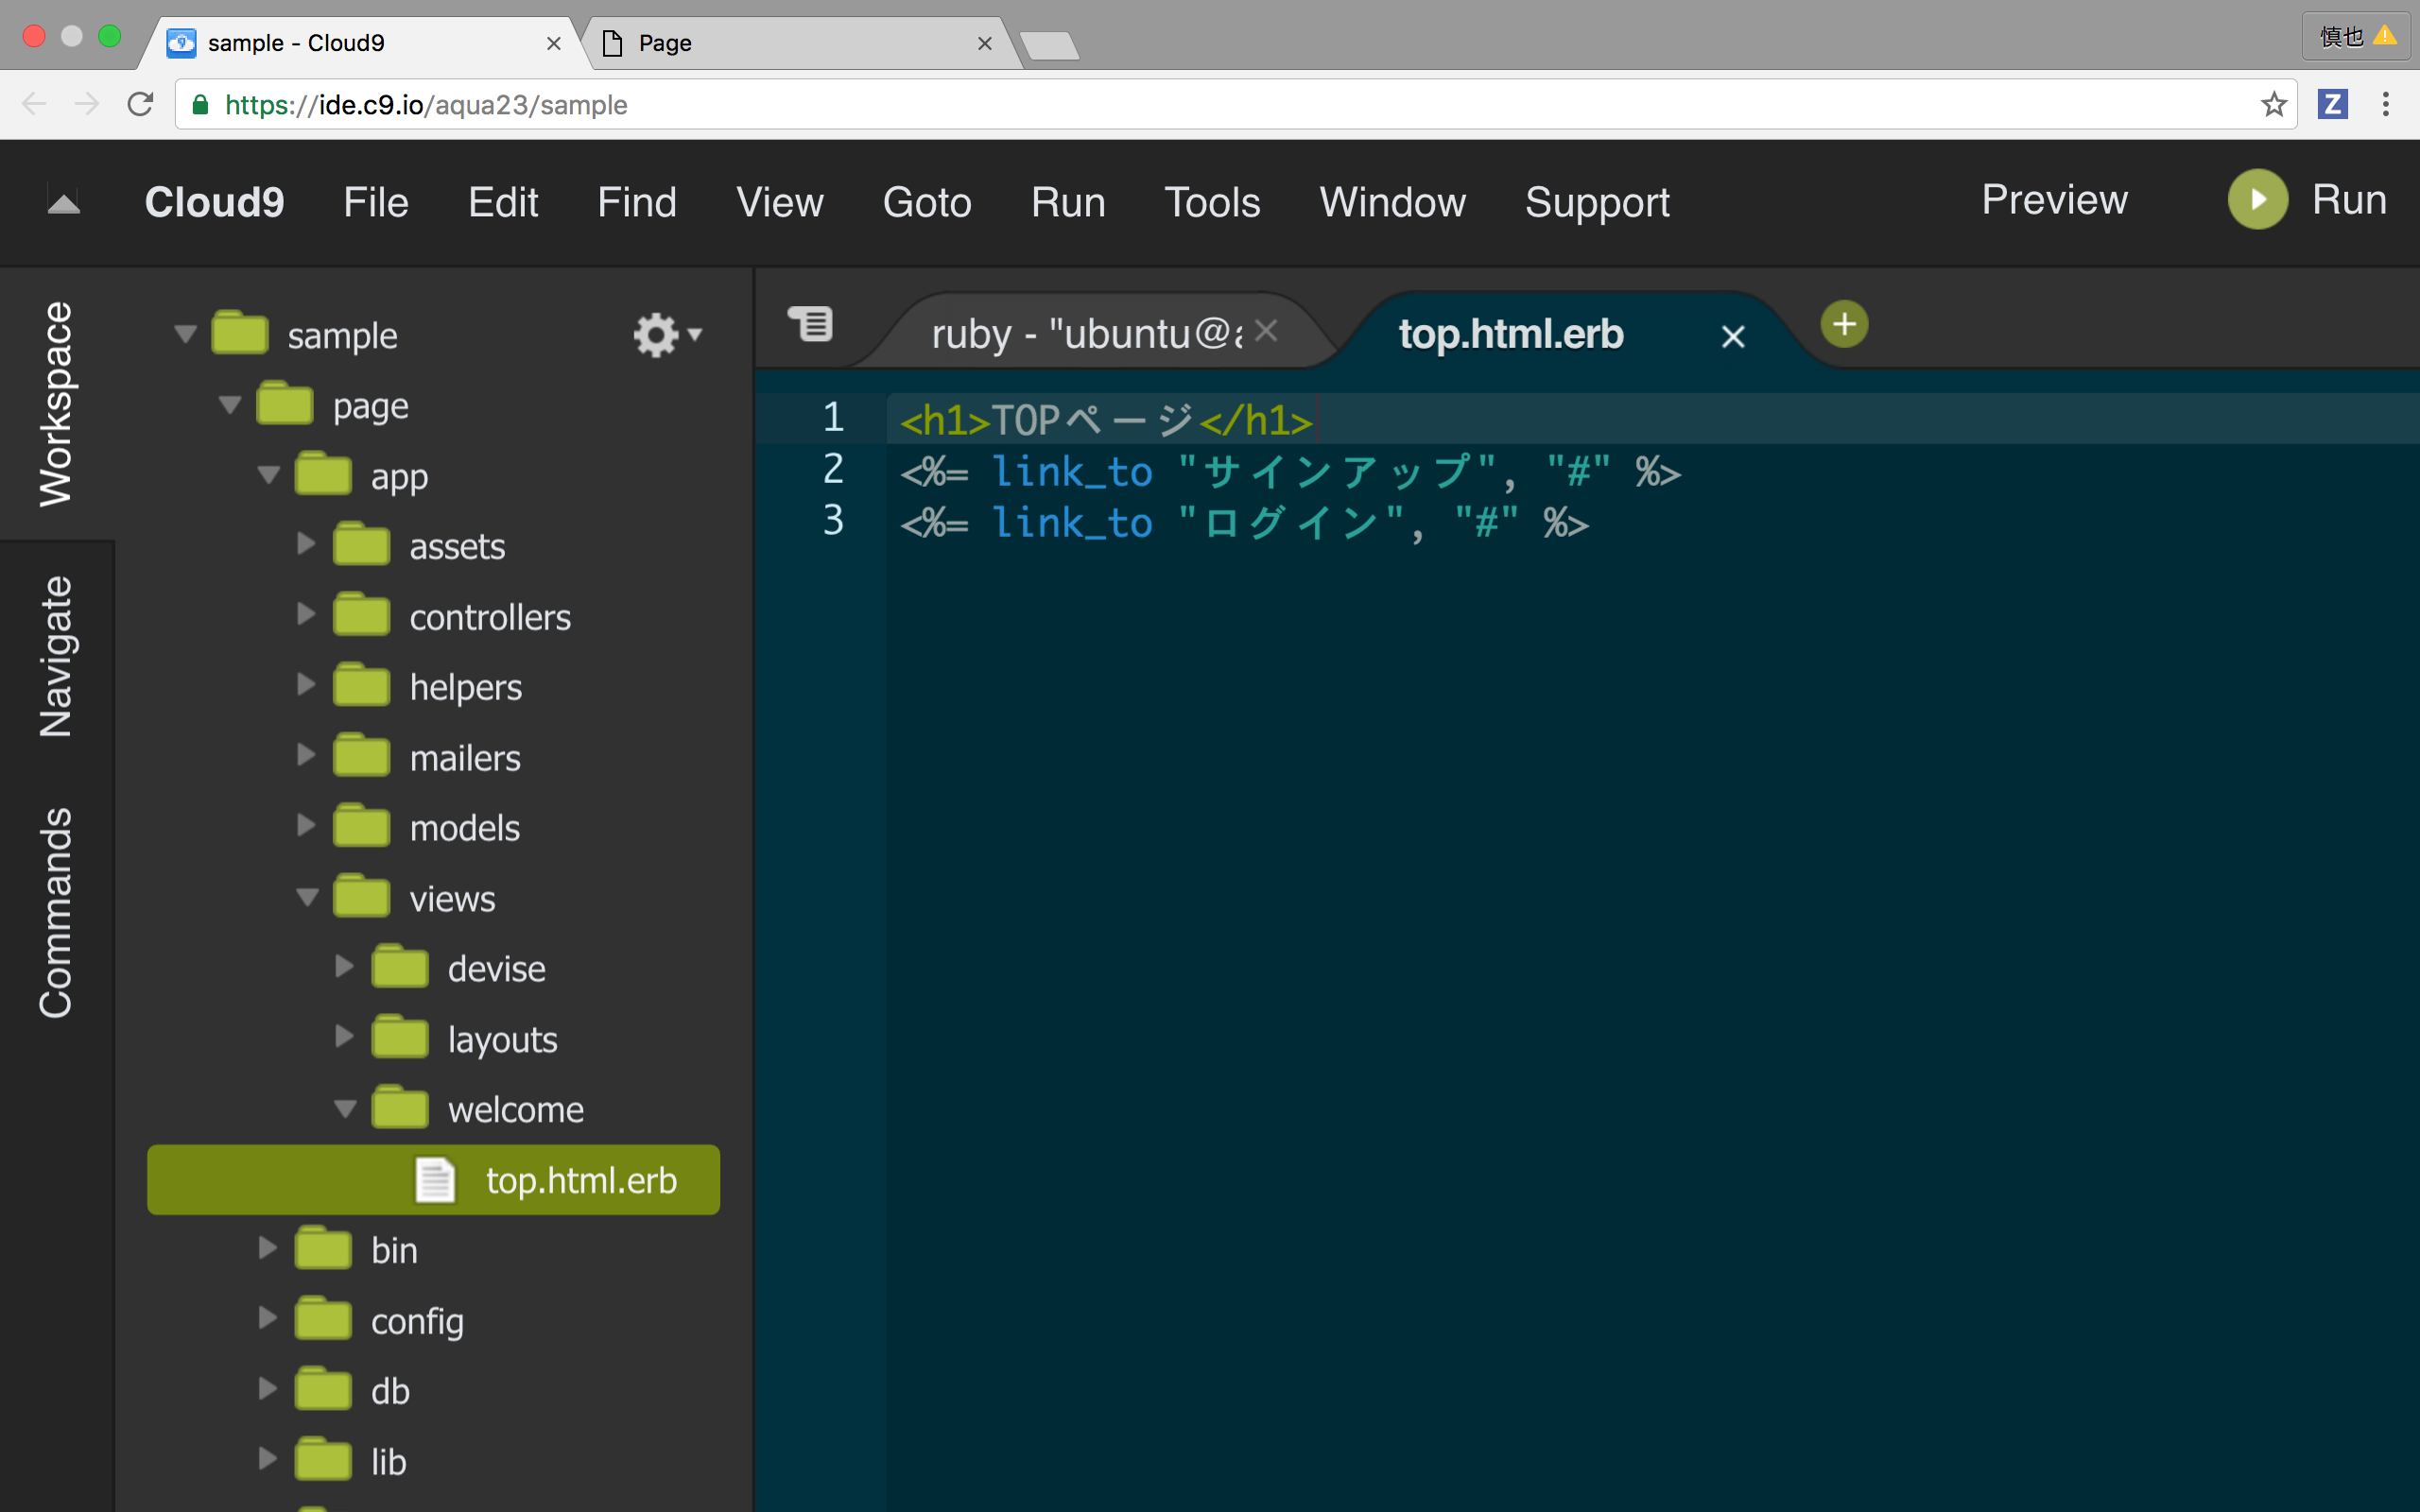 sample - Cloud9
Page
慎也
https://ide.c9.io/aqua23/sample
Z
Cloud9 File Edit Find View Goto Run Tools Window Support Preview Run
Workspace
Navigate
Commands
sample
page
app
assets
controllers
helpers
mailers
models
views
devise
layouts
welcome
top.html.erb
bin
config
db
lib
ruby - "ubuntu@a
top.html.erb
1 <h1>TOPページ</h1>
2 <%= link_to "サインアップ", "#" %>
3 <%= link_to "ログイン", "#" %>